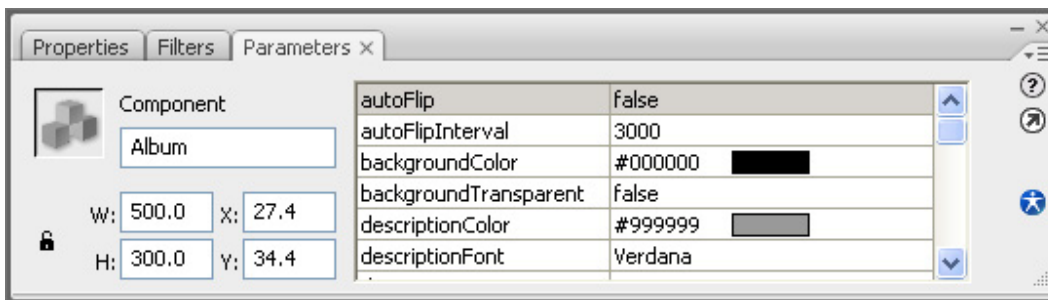 Properties Filters Parameters ×
Component
Album
W: 500.0 X: 27.4
H: 300.0 Y: 34.4
autoFlip false
autoFlipInterval 3000
backgroundColor #000000
backgroundTransparent false
descriptionColor #999999
descriptionFont Verdana